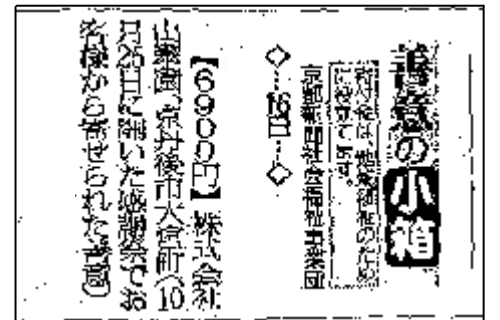 善意の小箱
寄付金は、地域福祉のため
に役立てます。
京都新聞社会福祉事業団
◇…16日…◇
【6900円】株式会社
山家園(京丹後市大宮町)(10
月26日に開いた感謝祭でお
客様から寄せられた善意)